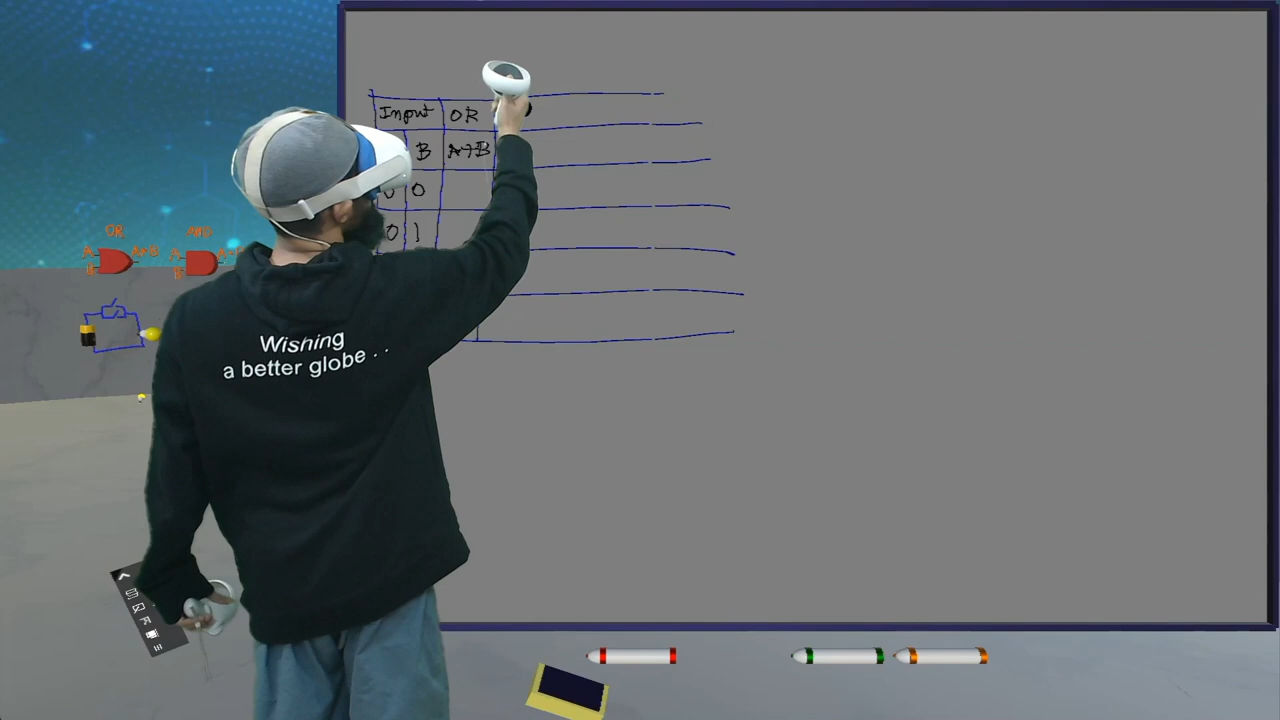 Input OR
B A+B
0 0
0 1
OR AND
A A+B A
B B
Wishing
a better globe . .